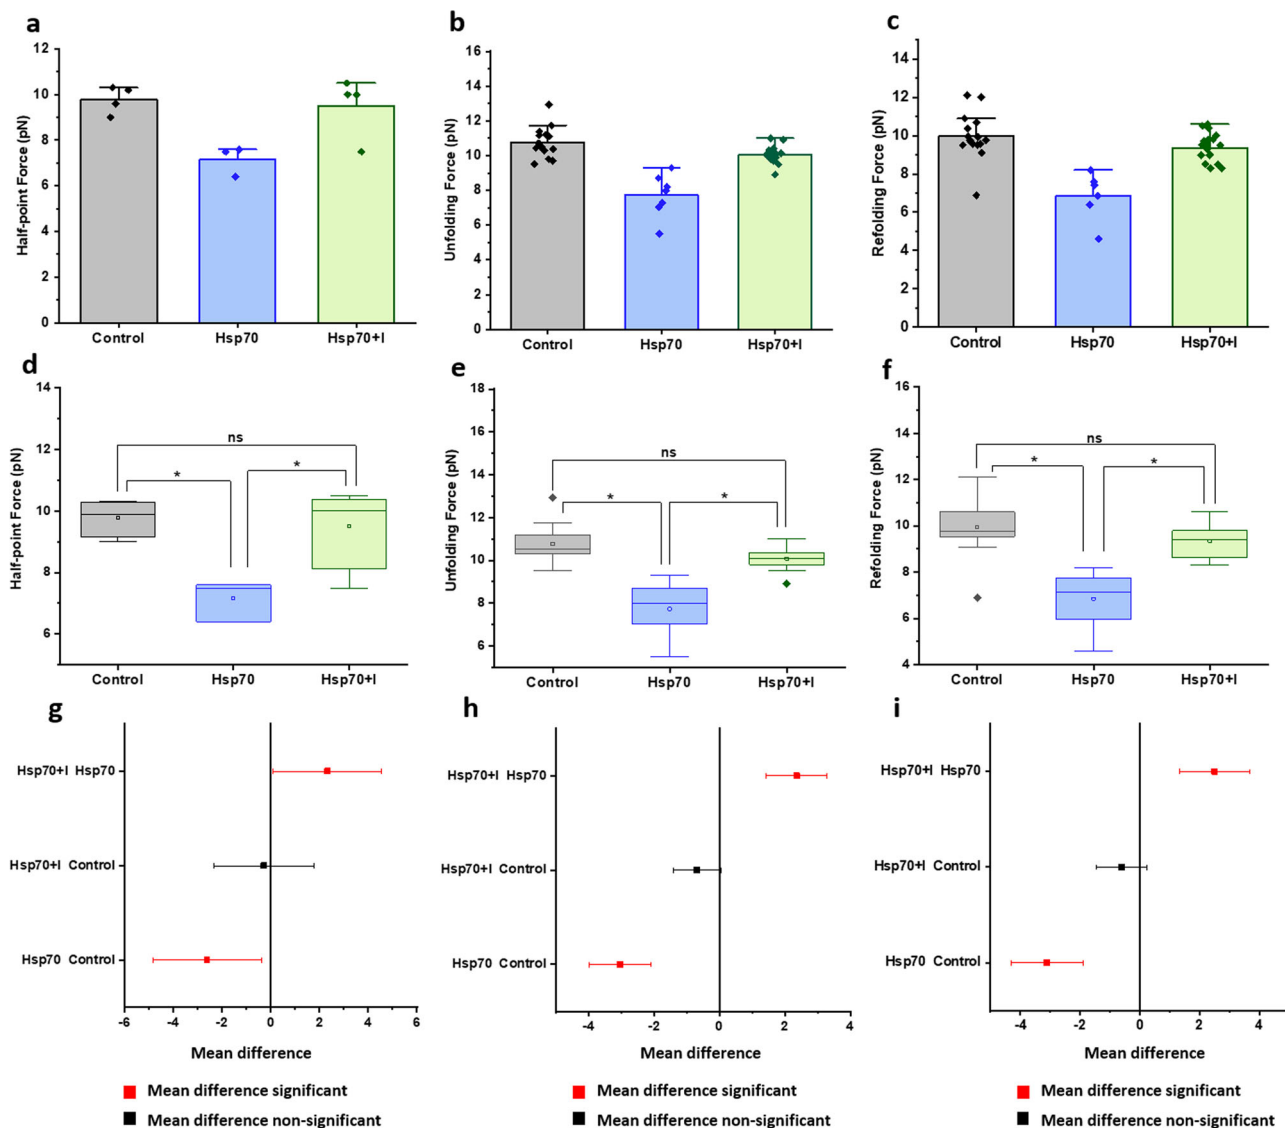 a
Half-point Force (pN)
12
10
8
6
4
2
0
Control Hsp70 Hsp70+I
b
Unfolding Force (pN)
16
14
12
10
8
6
4
2
0
Control Hsp70 Hsp70+I
c
Refolding Force (pN)
14
12
10
8
6
4
2
0
Control Hsp70 Hsp70+I
d
Half-point Force (pN)
14
12
10
8
6
ns
* *
Control Hsp70 Hsp70+I
e
Unfolding Force (pN)
18
16
14
12
10
8
6
ns
* *
Control Hsp70 Hsp70+I
f
Refolding Force (pN)
16
14
12
10
8
6
4
ns
* *
Control Hsp70 Hsp70+I
g
Hsp70+I Hsp70
Hsp70+I Control
Hsp70 Control
-6 -4 -2 0 2 4 6
Mean difference
Mean difference significant
Mean difference non-significant
h
Hsp70+I Hsp70
Hsp70+I Control
Hsp70 Control
-4 -2 0 2 4
Mean difference
Mean difference significant
Mean difference non-significant
i
Hsp70+I Hsp70
Hsp70+I Control
Hsp70 Control
-4 -2 0 2 4
Mean difference
Mean difference significant
Mean difference non-significant